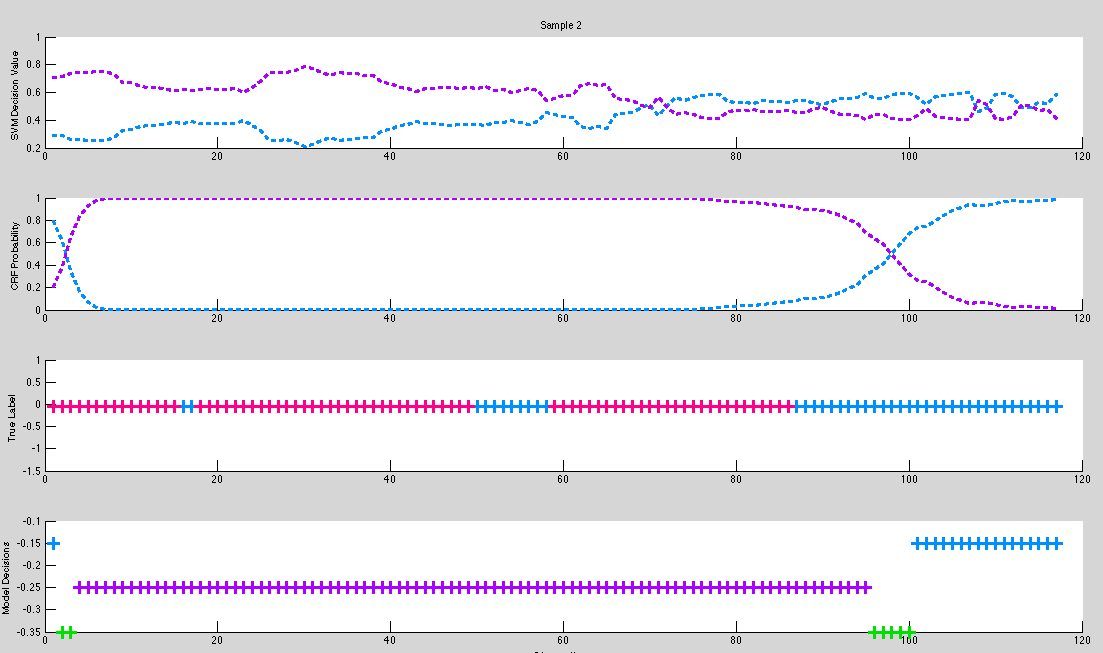 Sample 2
SVM Decision Value
1
0.8
0.6
0.4
0.2
0 20 40 60 80 100 120
CRF Probability
1
0.8
0.6
0.4
0.2
0
0 20 40 60 80 100 120
True Label
1
0.5
0
-0.5
-1
-1.5
0 20 40 60 80 100 120
Model Decisions
-0.1
-0.15
-0.2
-0.25
-0.3
-0.35
0 20 40 60 80 100 120